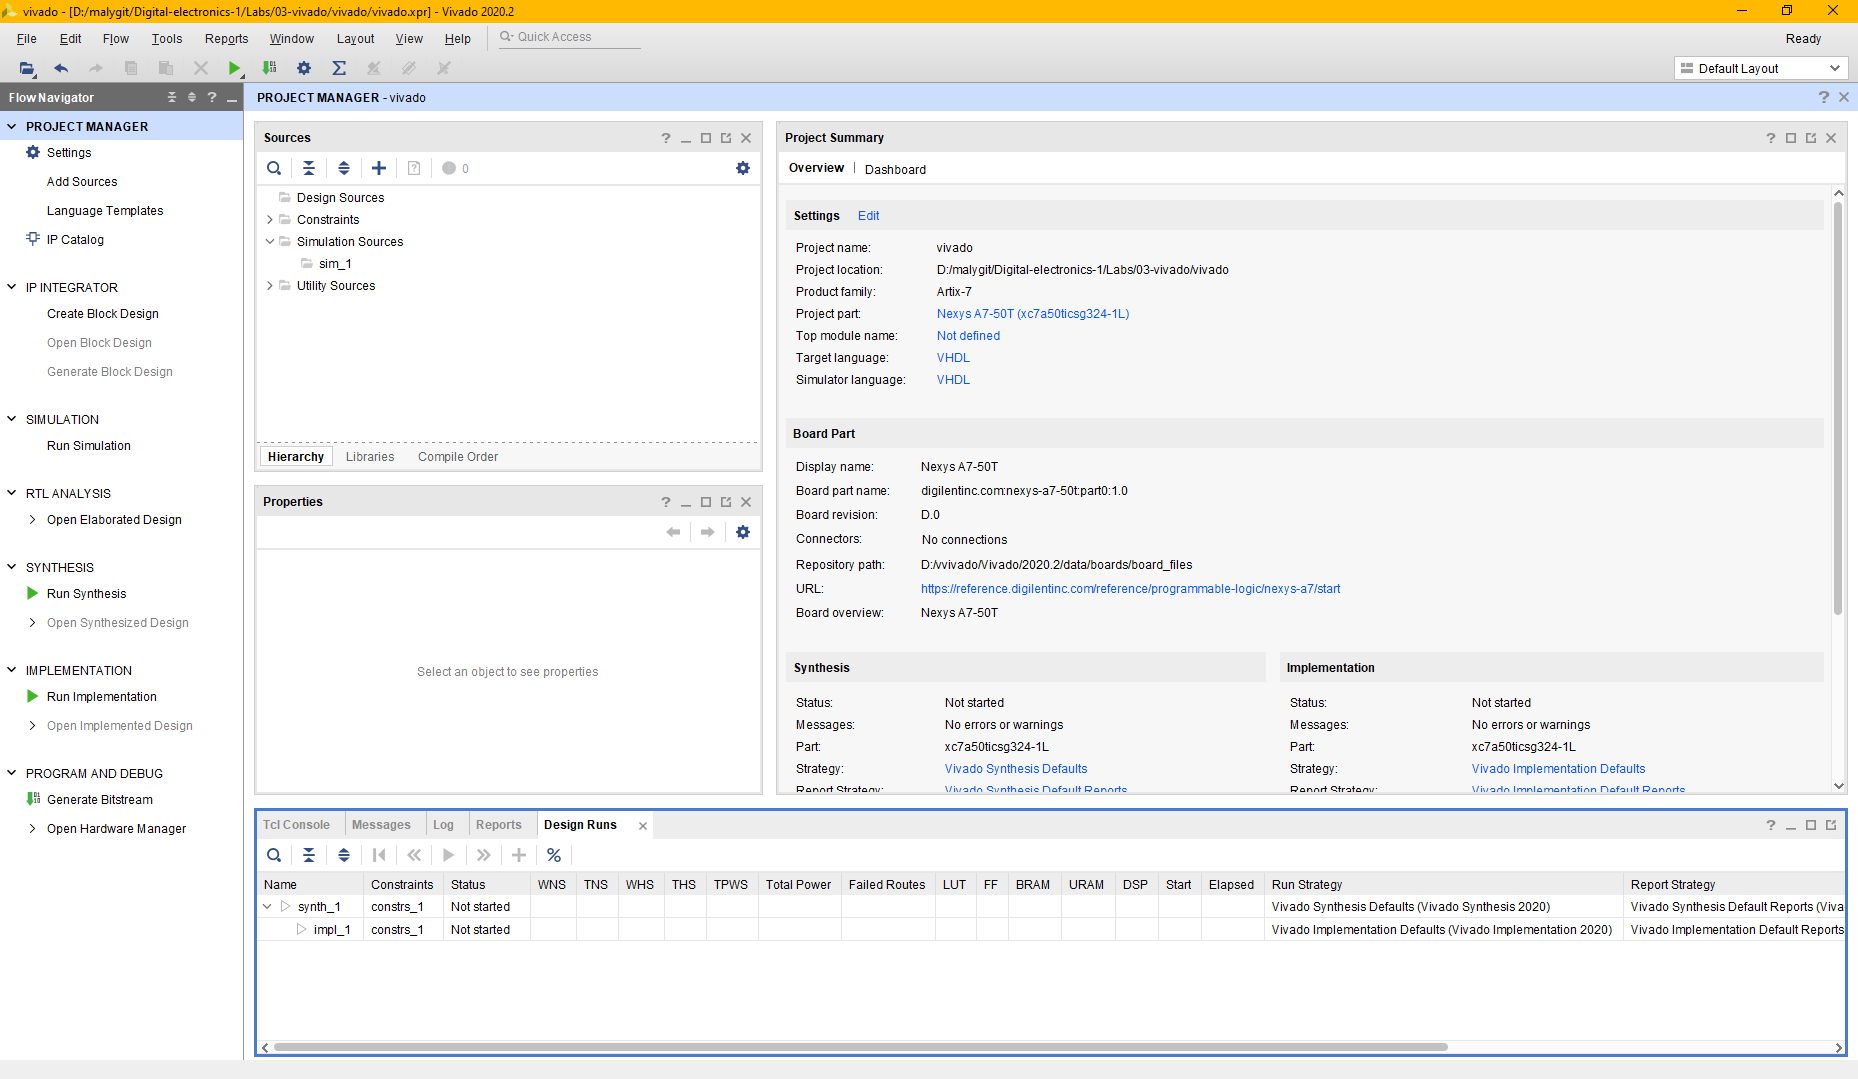 vivado - [D:/malygit/Digital-electronics-1/Labs/03-vivado/vivado/vivado.xpr] - Vivado 2020.2
File Edit Flow Tools Reports Window Layout View Help Quick Access Ready
Default Layout
Flow Navigator
PROJECT MANAGER
Settings
Add Sources
Language Templates
IP Catalog
IP INTEGRATOR
Create Block Design
Open Block Design
Generate Block Design
SIMULATION
Run Simulation
RTL ANALYSIS
Open Elaborated Design
SYNTHESIS
Run Synthesis
Open Synthesized Design
IMPLEMENTATION
Run Implementation
Open Implemented Design
PROGRAM AND DEBUG
Generate Bitstream
Open Hardware Manager
PROJECT MANAGER - vivado
Sources
0
Design Sources
Constraints
Simulation Sources
sim_1
Utility Sources
Hierarchy Libraries Compile Order
Properties
Select an object to see properties
Project Summary
Overview | Dashboard
Settings Edit
Project name: vivado
Project location: D:/malygit/Digital-electronics-1/Labs/03-vivado/vivado
Product family: Artix-7
Project part: Nexys A7-50T (xc7a50ticsg324-1L)
Top module name: Not defined
Target language: VHDL
Simulator language: VHDL
Board Part
Display name: Nexys A7-50T
Board part name: digilentinc.com:nexys-a7-50t:part0:1.0
Board revision: D.0
Connectors: No connections
Repository path: D:/vvivado/Vivado/2020.2/data/boards/board_files
URL: https://reference.digilentinc.com/reference/programmable-logic/nexys-a7/start
Board overview: Nexys A7-50T
Synthesis
Status: Not started
Messages: No errors or warnings
Part: xc7a50ticsg324-1L
Strategy: Vivado Synthesis Defaults
Report Strategy: Vivado Synthesis Default Reports
Implementation
Status: Not started
Messages: No errors or warnings
Part: xc7a50ticsg324-1L
Strategy: Vivado Implementation Defaults
Report Strategy: Vivado Implementation Default Reports
Tcl Console Messages Log Reports Design Runs
Name Constraints Status WNS TNS WHS THS TPWS Total Power Failed Routes LUT FF BRAM URAM DSP Start Elapsed Run Strategy Report Strategy
synth_1 constrs_1 Not started Vivado Synthesis Defaults (Vivado Synthesis 2020) Vivado Synthesis Default Reports (Viva
impl_1 constrs_1 Not started Vivado Implementation Defaults (Vivado Implementation 2020) Vivado Implementation Default Reports